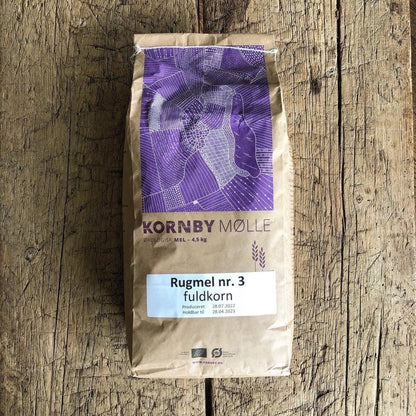 KORNBY MØLLE
ØKOLOGISK MEL - 4,5 kg
Rugmel nr. 3
fuldkorn
Produceret 28.07.2022
Holdbar til 28.04.2023